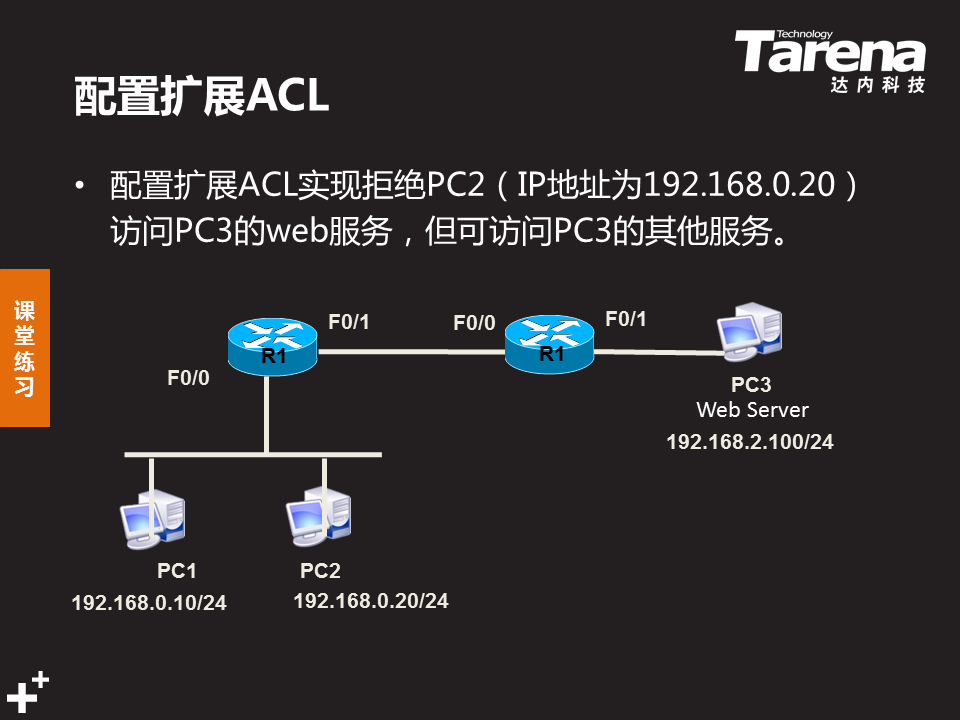 Technology
Tarena
达内科技
配置扩展ACL
• 配置扩展ACL实现拒绝PC2（IP地址为192.168.0.20）
访问PC3的web服务，但可访问PC3的其他服务。
课堂练习
F0/1
F0/0
F0/1
R1
R1
F0/0
PC3
Web Server
192.168.2.100/24
PC1
PC2
192.168.0.10/24
192.168.0.20/24